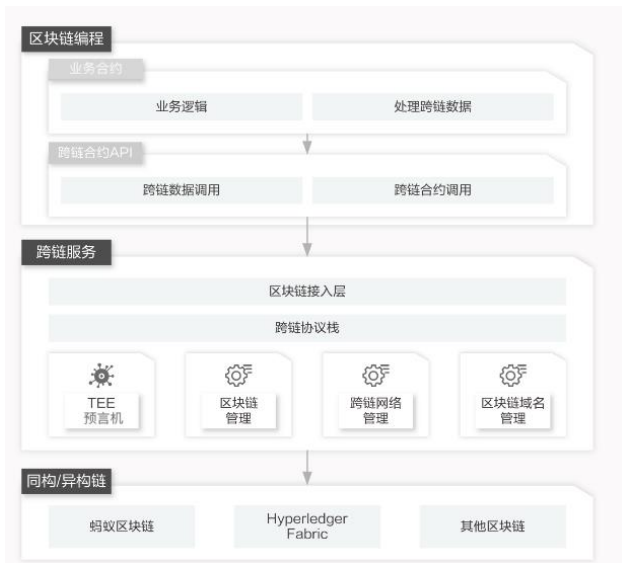 区块链编程
业务合约
业务逻辑
处理跨链数据
跨链合约API
跨链数据调用
跨链合约调用
跨链服务
区块链接入层
跨链协议栈
TEE
预言机
区块链
管理
跨链网络
管理
区块链域名
管理
同构/异构链
蚂蚁区块链
Hyperledger
Fabric
其他区块链